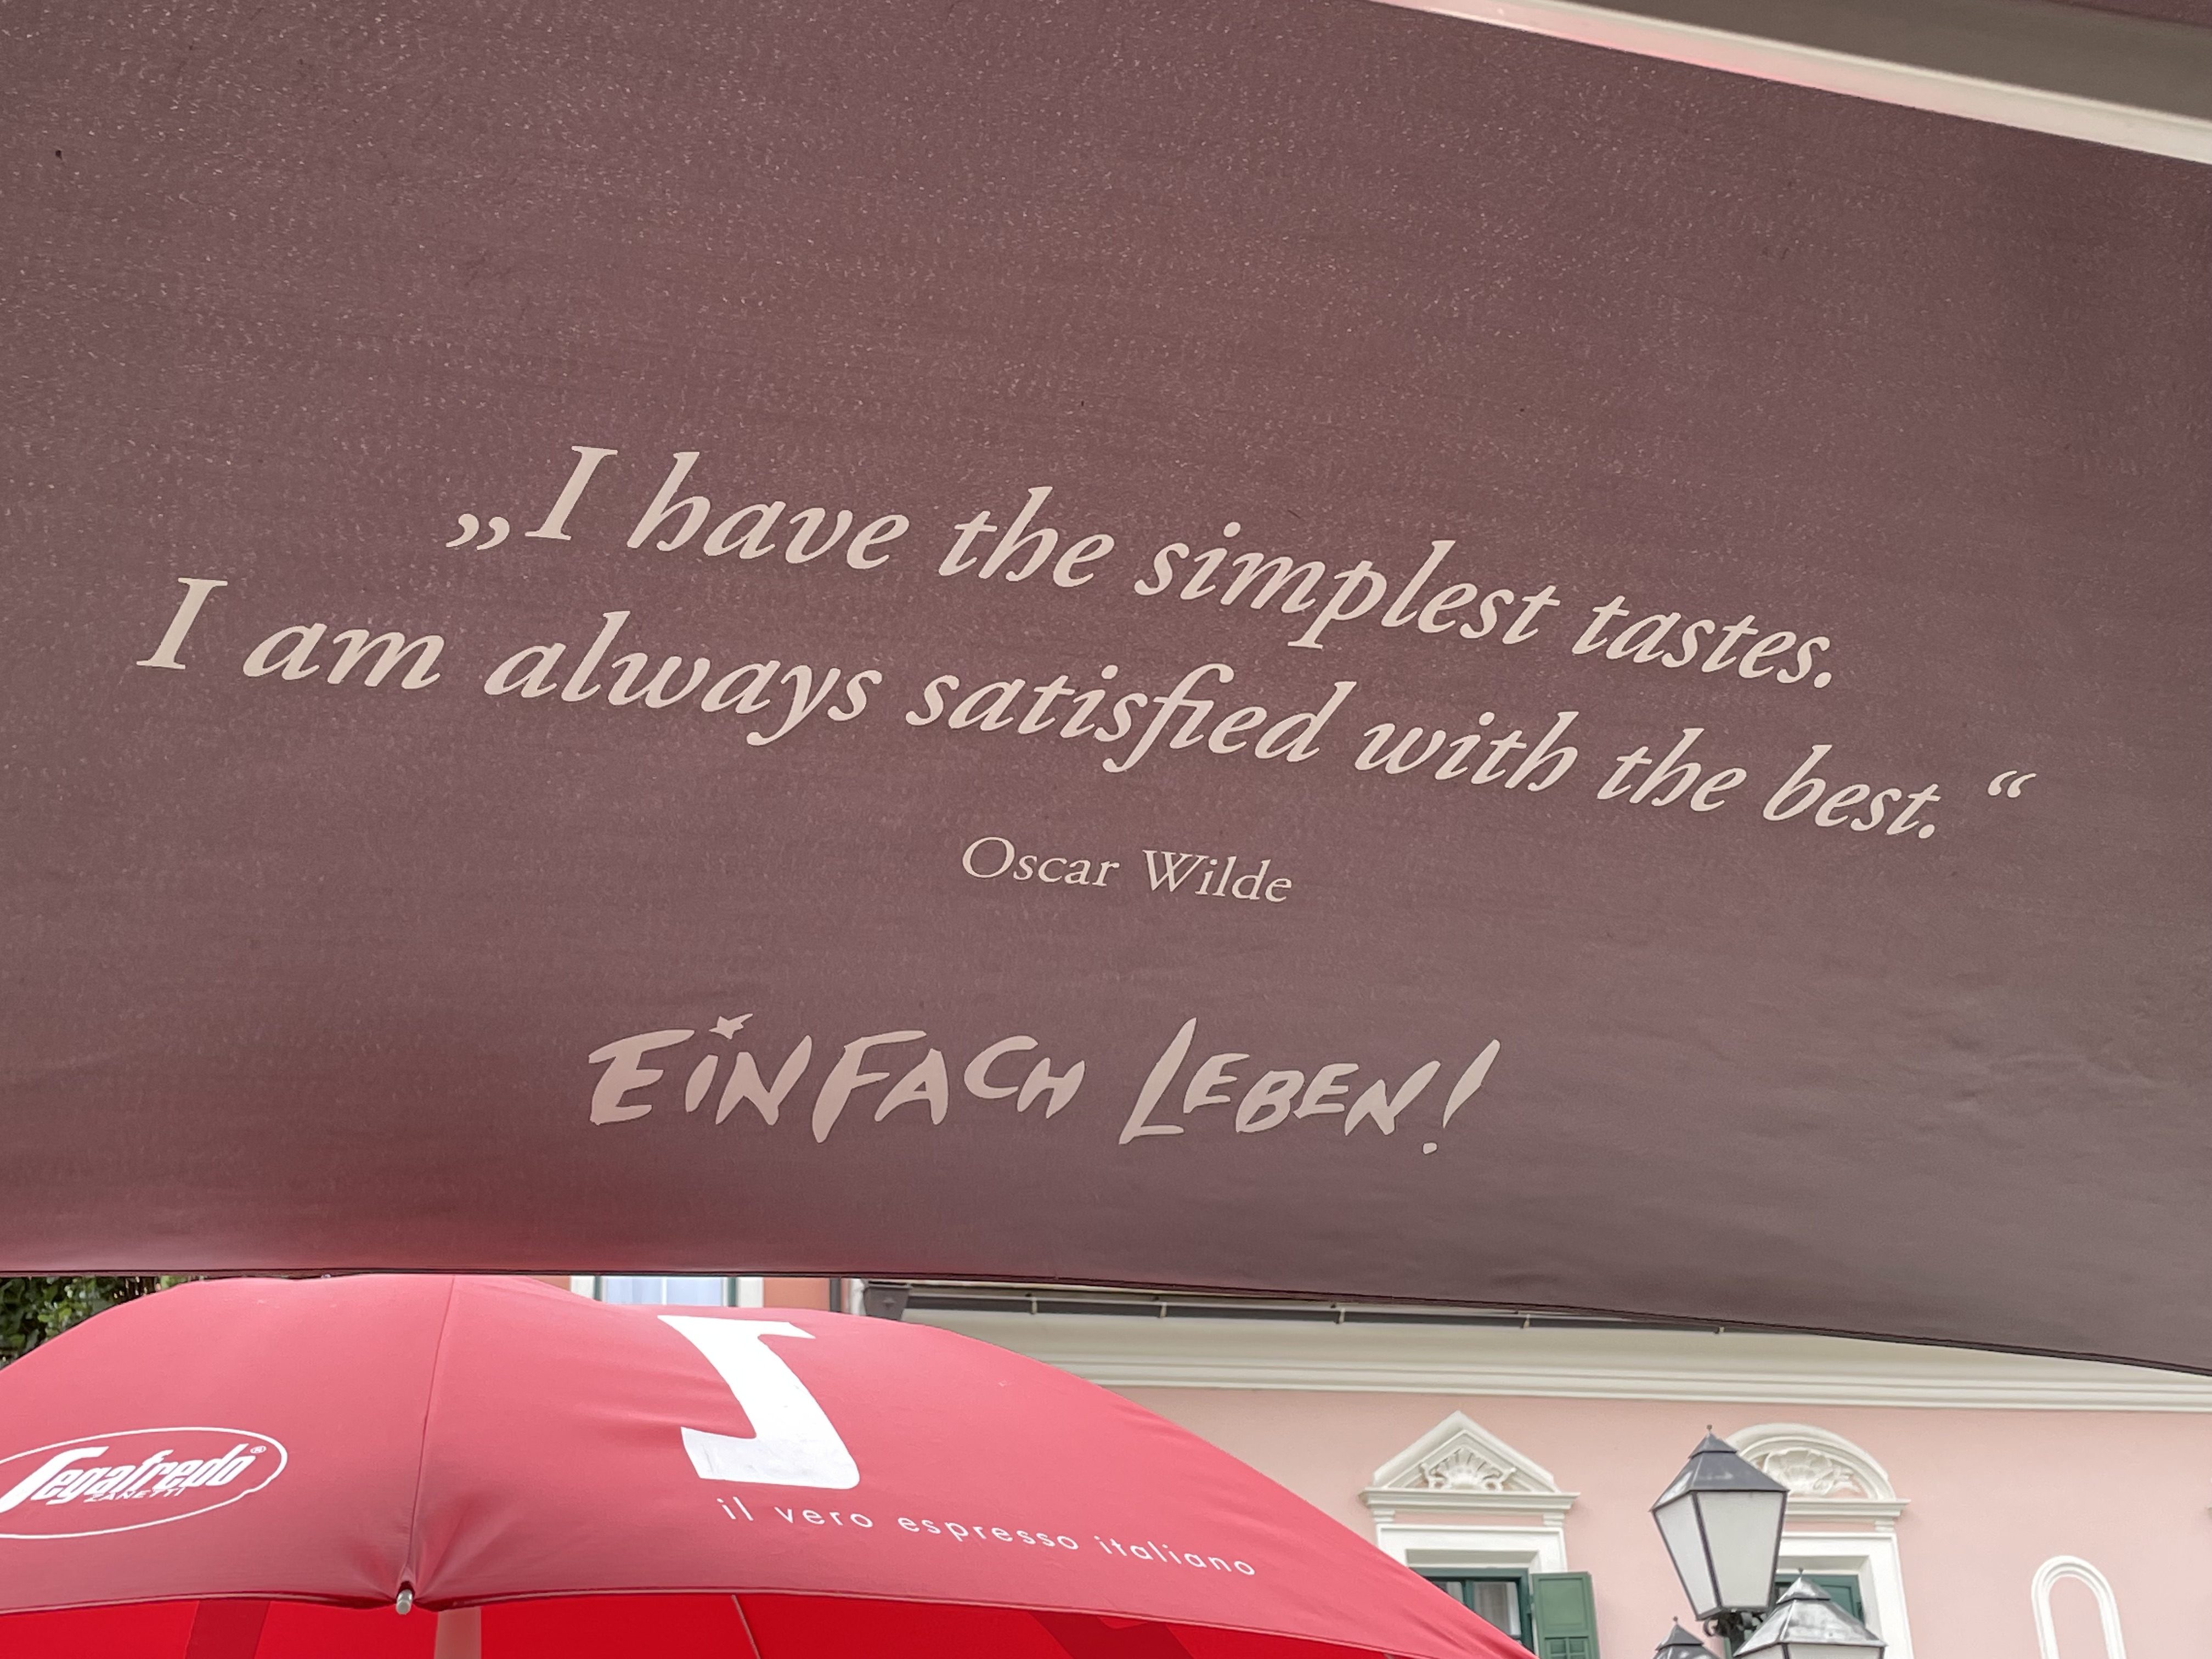 „I have the simplest tastes.
I am always satisfied with the best.“
Oscar Wilde
EiNFACH LEBEN!
Segafredo®
ZANETTI
il vero espresso italiano